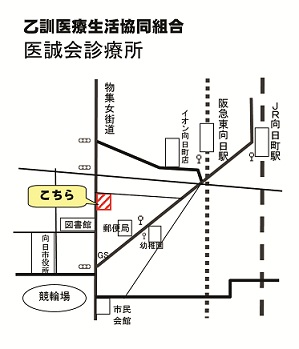 乙訓医療生活協同組合
医誠会診療所
物集女街道
イオン向日町店
阪急東向日駅
JR向日町駅
こちら
図書館
郵便局
幼稚園
向日市役所
GS
競輪場
市民
会館